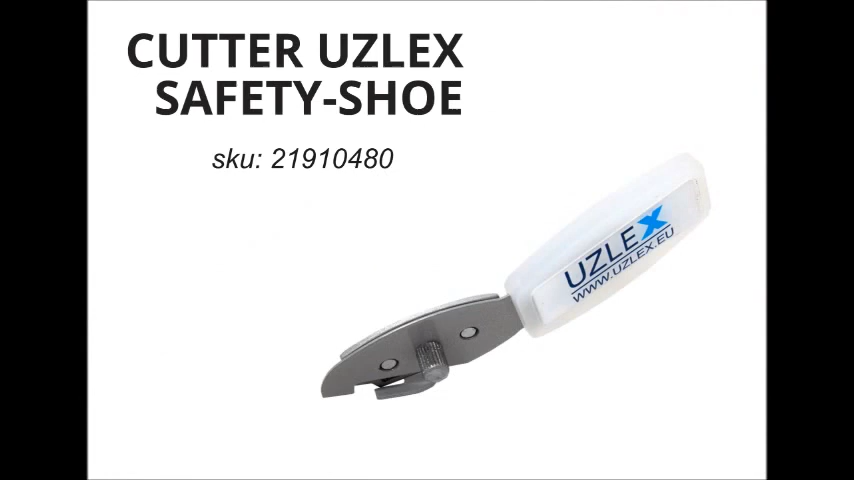 CUTTER UZLEX
SAFETY-SHOE
sku: 21910480
UZLEX
WWW.UZLEX.EU